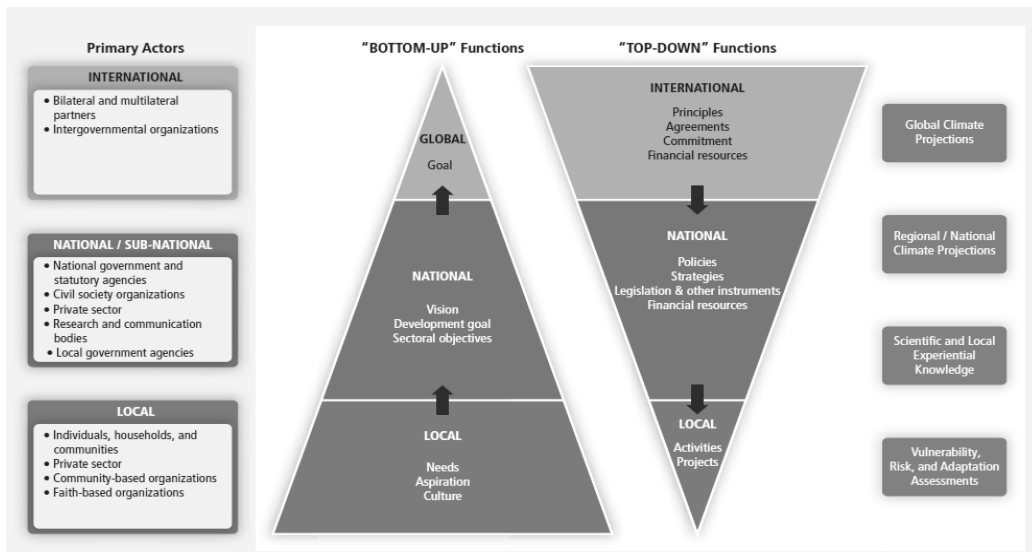 Primary Actors
INTERNATIONAL
• Bilateral and multilateral
partners
• Intergovernmental organizations
NATIONAL / SUB-NATIONAL
• National government and
statutory agencies
• Civil society organizations
• Private sector
• Research and communication
bodies
• Local government agencies
LOCAL
• Individuals, households, and
communities
• Private sector
• Community-based organizations
• Faith-based organizations
“BOTTOM-UP” Functions
GLOBAL
Goal
NATIONAL
Vision
Development goal
Sectoral objectives
LOCAL
Needs
Aspiration
Culture
“TOP-DOWN” Functions
INTERNATIONAL
Principles
Agreements
Commitment
Financial resources
NATIONAL
Policies
Strategies
Legislation & other instruments
Financial resources
LOCAL
Activities
Projects
Global Climate
Projections
Regional / National
Climate Projections
Scientific and Local
Experiential
Knowledge
Vulnerability,
Risk, and Adaptation
Assessments